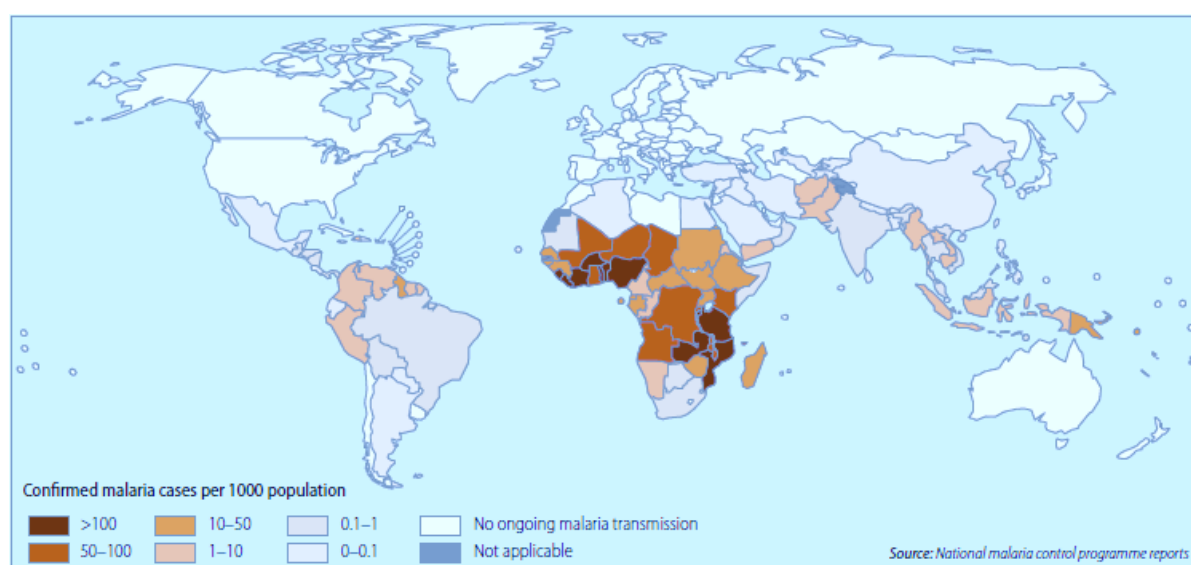 Confirmed malaria cases per 1000 population
>100 10–50 0.1–1 No ongoing malaria transmission
50–100 1–10 0–0.1 Not applicable
Source: National malaria control programme reports